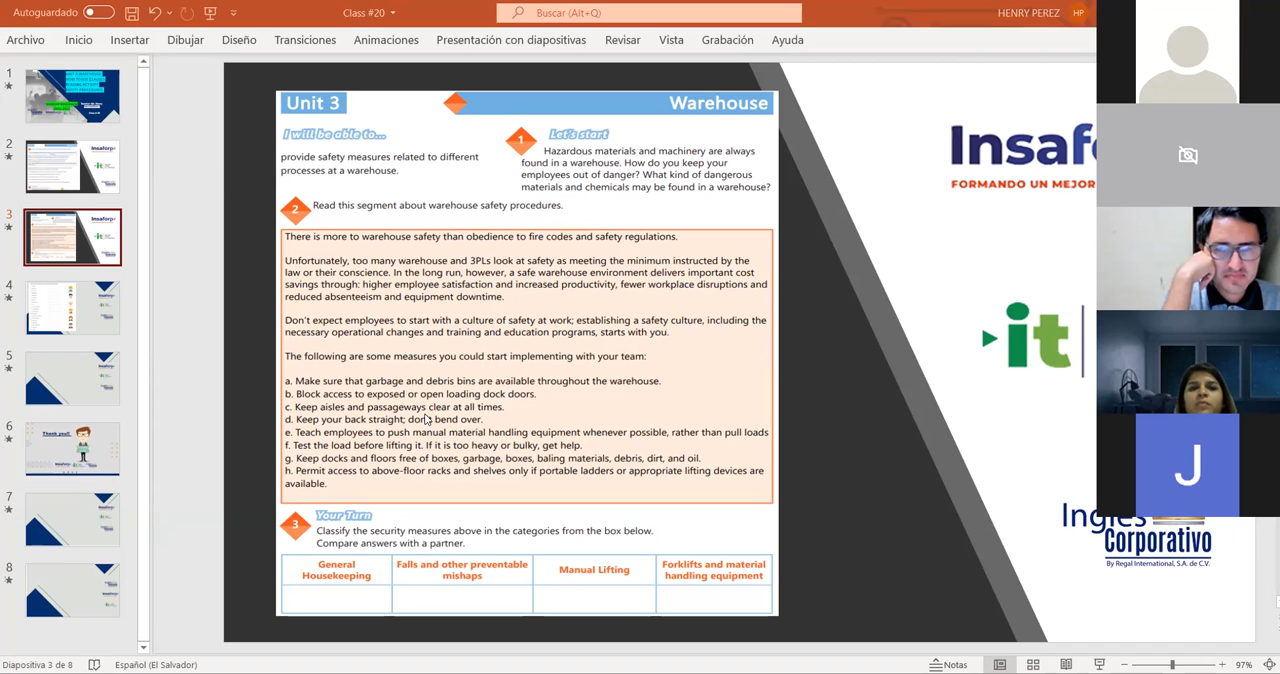 Autoguardado
Class #20
Buscar (Alt+Q)
HENRY PEREZ
HP
Archivo
Inicio
Insertar
Dibujar
Diseño
Transiciones
Animaciones
Presentación con diapositivas
Revisar
Vista
Grabación
Ayuda
1
2
3
4
5
6
7
8
Thank you!!
Unit 3
Warehouse
I will be able to...
provide safety measures related to different
processes at a warehouse.
1
Let's start
Hazardous materials and machinery are always
found in a warehouse. How do you keep your
employees out of danger? What kind of dangerous
materials and chemicals may be found in a warehouse?
2
Read this segment about warehouse safety procedures.
There is more to warehouse safety than obedience to fire codes and safety regulations.
Unfortunately, too many warehouse and 3PLs look at safety as meeting the minimum instructed by the
law or their conscience. In the long run, however, a safe warehouse environment delivers important cost
savings through: higher employee satisfaction and increased productivity, fewer workplace disruptions and
reduced absenteeism and equipment downtime.
Don't expect employees to start with a culture of safety at work; establishing a safety culture, including the
necessary operational changes and training and education programs, starts with you.
The following are some measures you could start implementing with your team:
a. Make sure that garbage and debris bins are available throughout the warehouse.
b. Block access to exposed or open loading dock doors.
c. Keep aisles and passageways clear at all times.
d. Keep your back straight; don't bend over.
e. Teach employees to push manual material handling equipment whenever possible, rather than pull loads
f. Test the load before lifting it. If it is too heavy or bulky, get help.
g. Keep docks and floors free of boxes, garbage, boxes, baling materials, debris, dirt, and oil.
h. Permit access to above-floor racks and shelves only if portable ladders or appropriate lifting devices are
available.
3
Your Turn
Classify the security measures above in the categories from the box below.
Compare answers with a partner.
General
Housekeeping
Falls and other preventable
mishaps
Manual Lifting
Forklifts and material
handling equipment
Insafo
FORMANDO UN MEJOR
it
J
Inglés
Corporativo
By Regal International, S.A. de C.V.
Diapositiva 3 de 8
Español (El Salvador)
Notas
97%